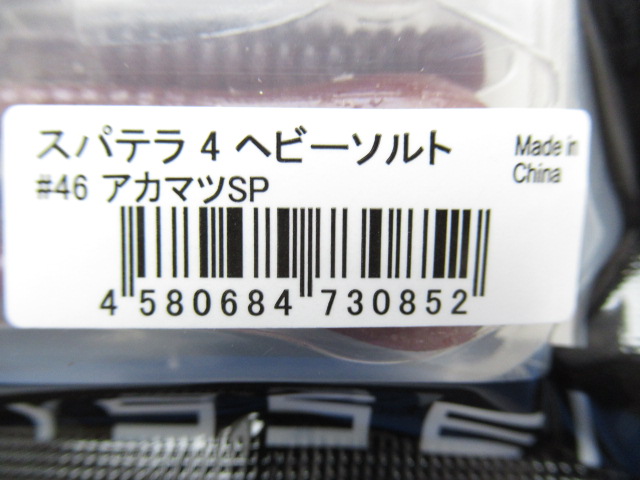 スパテラ 4 ヘビーソルト
Made in
China
#46 アカマツSP
4 580684 730852